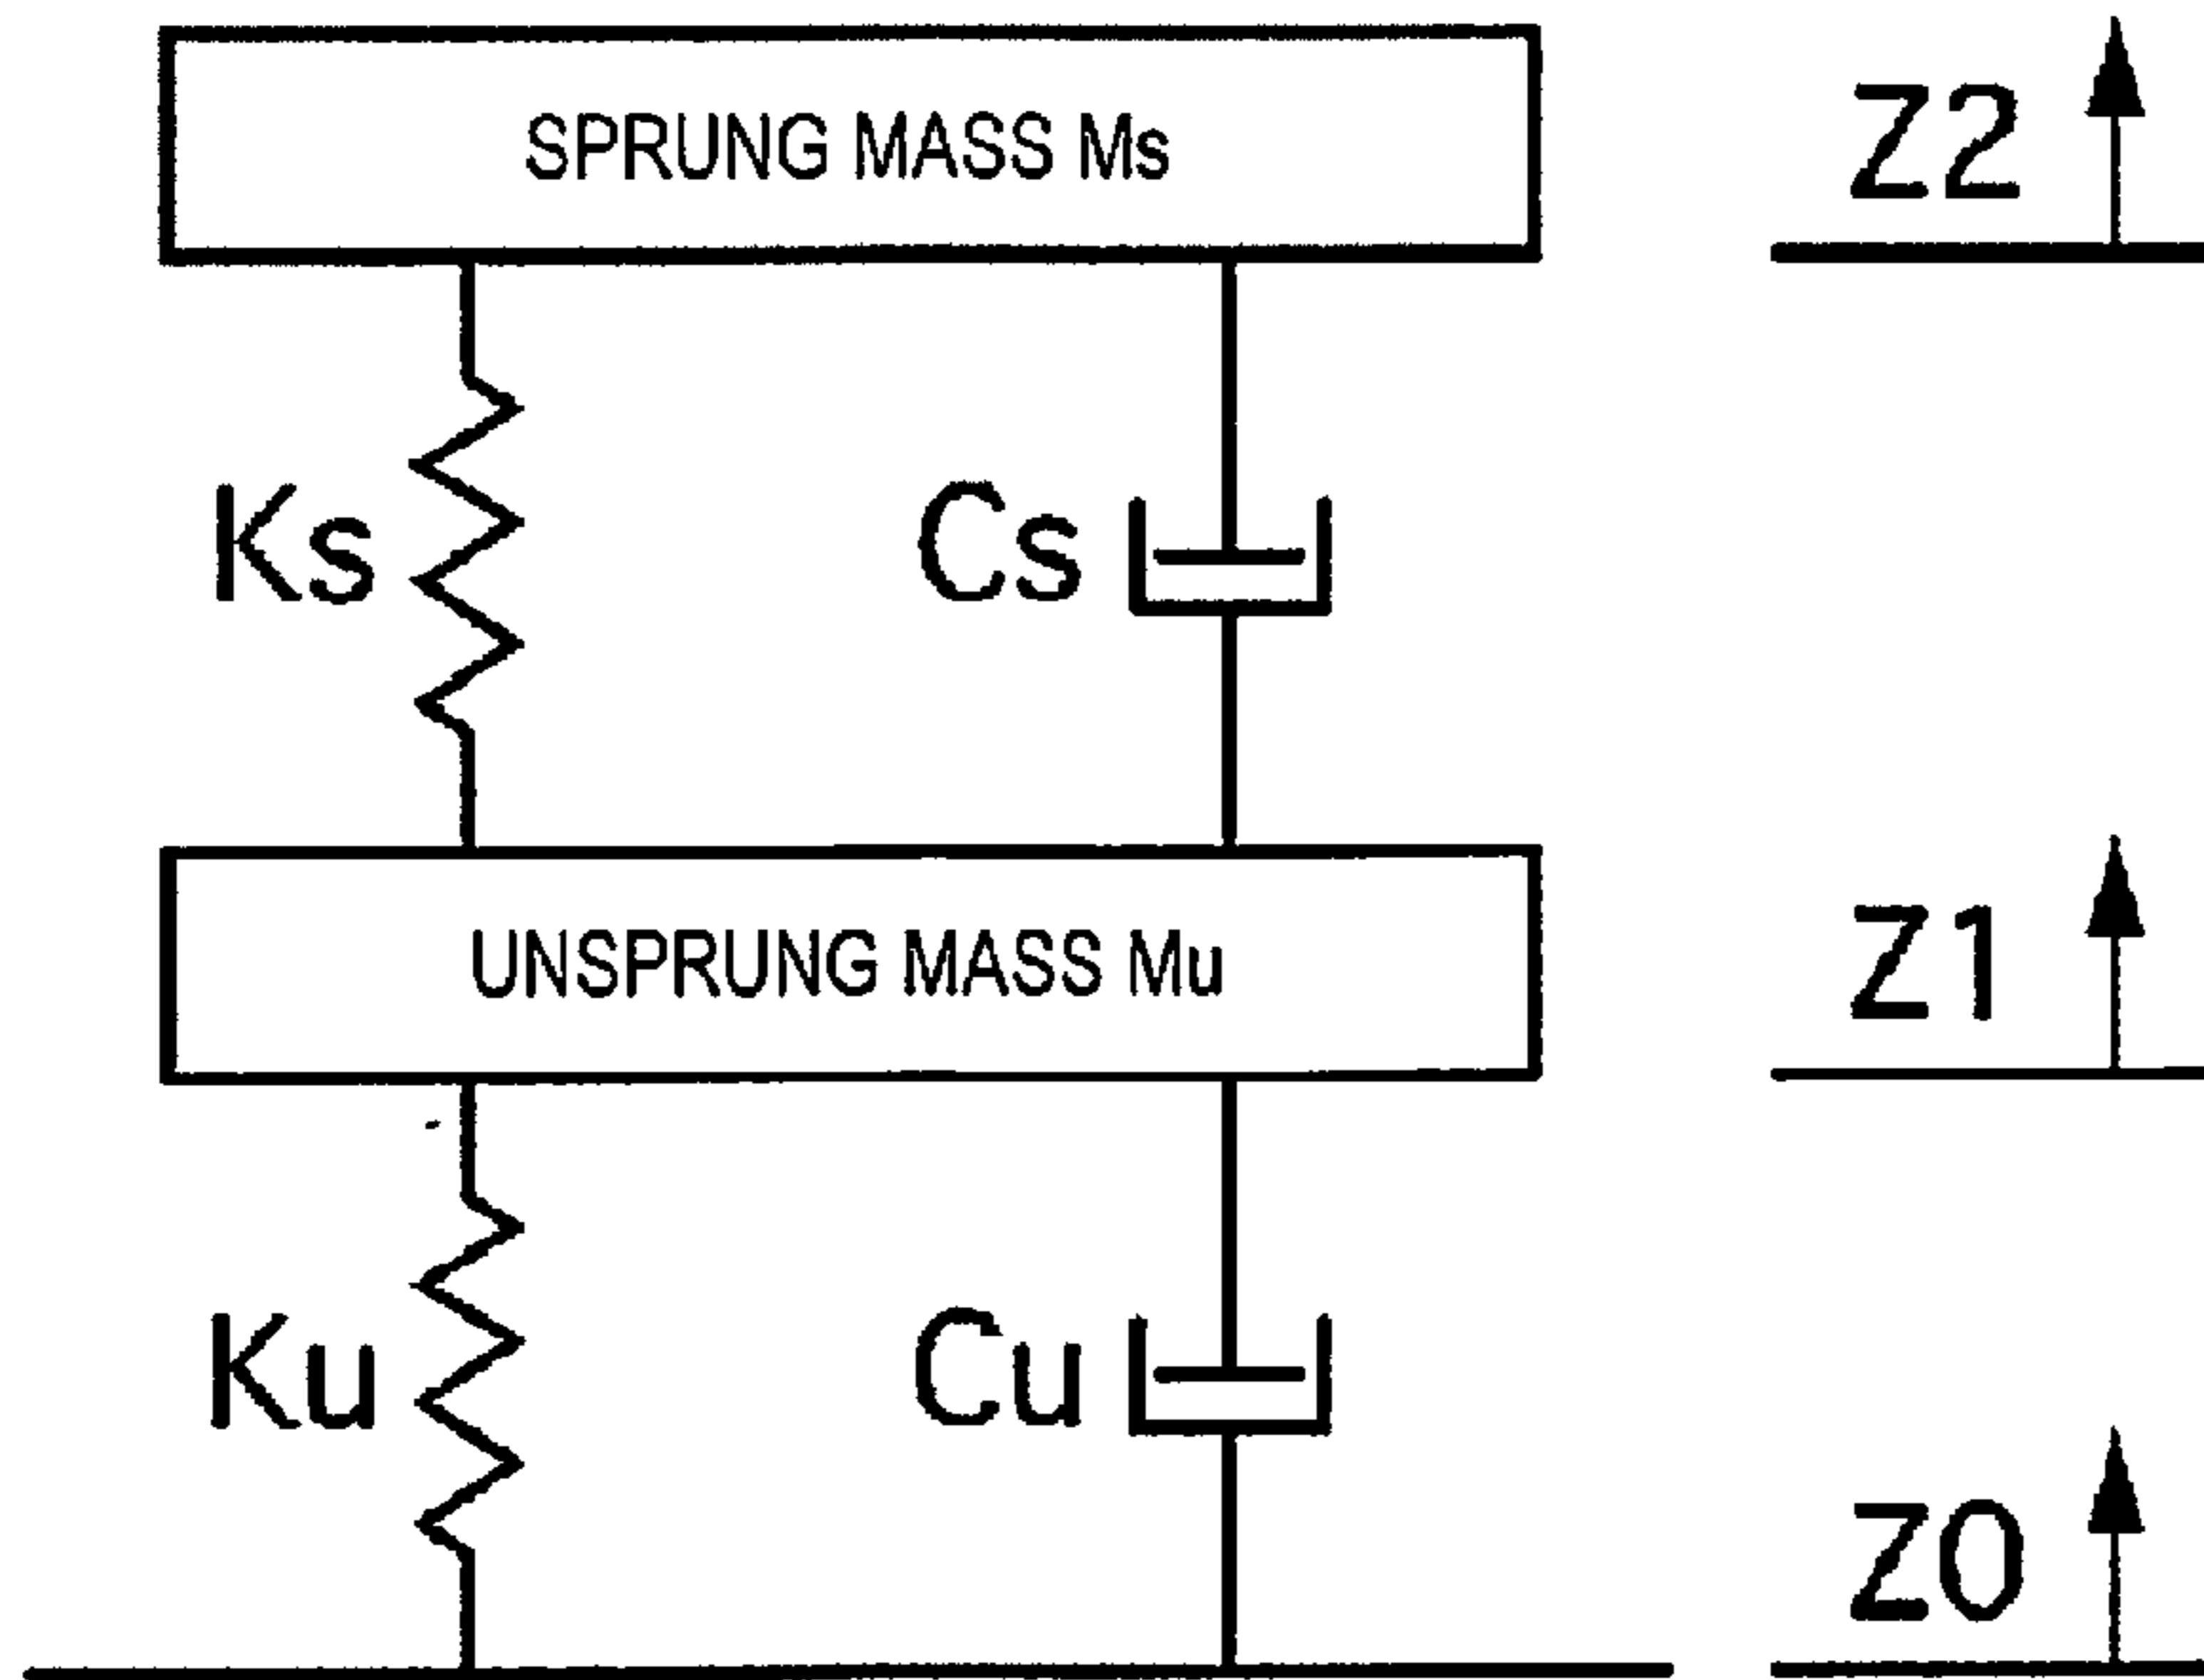 SPRUNG MASS Ms
Z2
Ks
Cs
UNSPRUNG MASS Mu
Z1
Ku
Cu
Z0